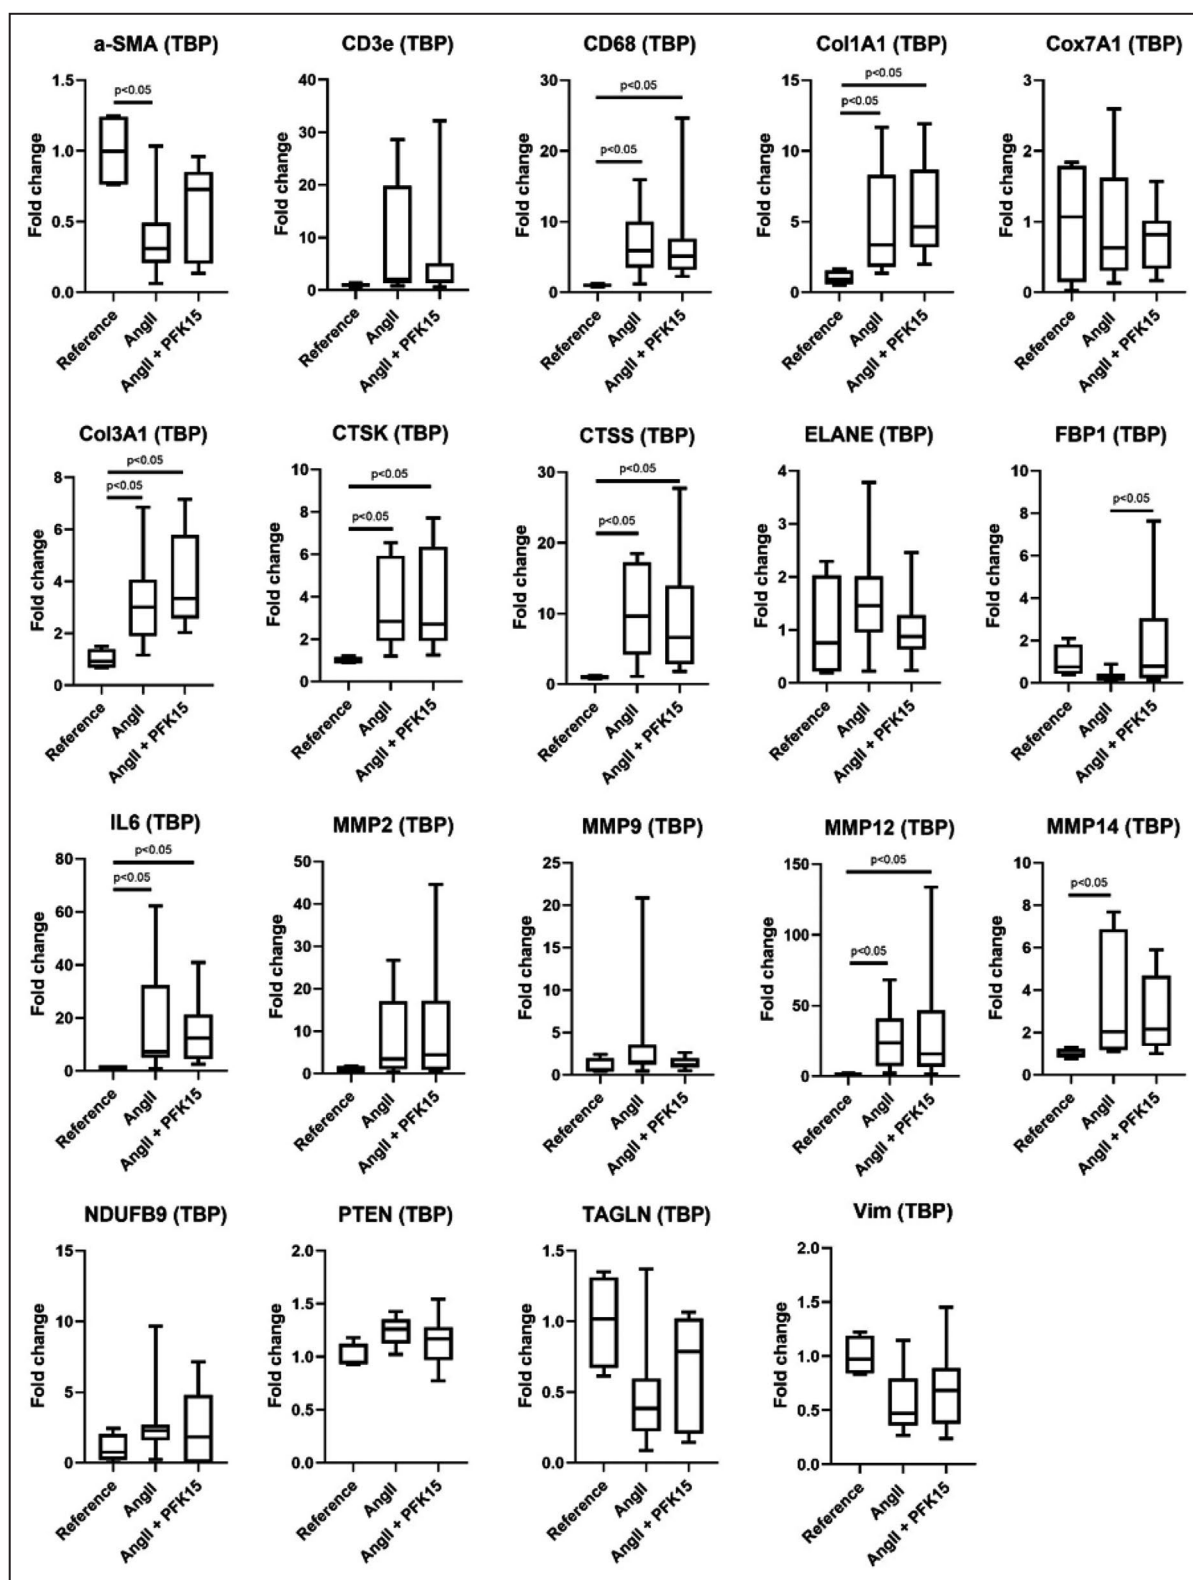 a-SMA (TBP)
Fold change
1.5
1.0
0.5
0.0
p<0.05
Reference
AngII
AngII + PFK15
CD3e (TBP)
Fold change
40
30
20
10
0
Reference
AngII
AngII + PFK15
CD68 (TBP)
Fold change
30
20
10
0
p<0.05
p<0.05
Reference
AngII
AngII + PFK15
Col1A1 (TBP)
Fold change
15
10
5
0
p<0.05
p<0.05
Reference
AngII
AngII + PFK15
Cox7A1 (TBP)
Fold change
3
2
1
0
Reference
AngII
AngII + PFK15
Col3A1 (TBP)
Fold change
8
6
4
2
0
p<0.05
p<0.05
Reference
AngII
AngII + PFK15
CTSK (TBP)
Fold change
10
8
6
4
2
0
p<0.05
p<0.05
Reference
AngII
AngII + PFK15
CTSS (TBP)
Fold change
30
20
10
0
p<0.05
p<0.05
Reference
AngII
AngII + PFK15
ELANE (TBP)
Fold change
4
3
2
1
0
Reference
AngII
AngII + PFK15
FBP1 (TBP)
Fold change
10
8
6
4
2
0
p<0.05
Reference
AngII
AngII + PFK15
IL6 (TBP)
Fold change
80
60
40
20
0
p<0.05
p<0.05
Reference
AngII
AngII + PFK15
MMP2 (TBP)
Fold change
50
40
30
20
10
0
Reference
AngII
AngII + PFK15
MMP9 (TBP)
Fold change
25
20
15
10
5
0
Reference
AngII
AngII + PFK15
MMP12 (TBP)
Fold change
150
100
50
0
p<0.05
p<0.05
Reference
AngII
AngII + PFK15
MMP14 (TBP)
Fold change
10
8
6
4
2
0
p<0.05
Reference
AngII
AngII + PFK15
NDUFB9 (TBP)
Fold change
15
10
5
0
Reference
AngII
AngII + PFK15
PTEN (TBP)
Fold change
2.0
1.5
1.0
0.5
0.0
Reference
AngII
AngII + PFK15
TAGLN (TBP)
Fold change
1.5
1.0
0.5
0.0
Reference
AngII
AngII + PFK15
Vim (TBP)
Fold change
2.0
1.5
1.0
0.5
0.0
Reference
AngII
AngII + PFK15